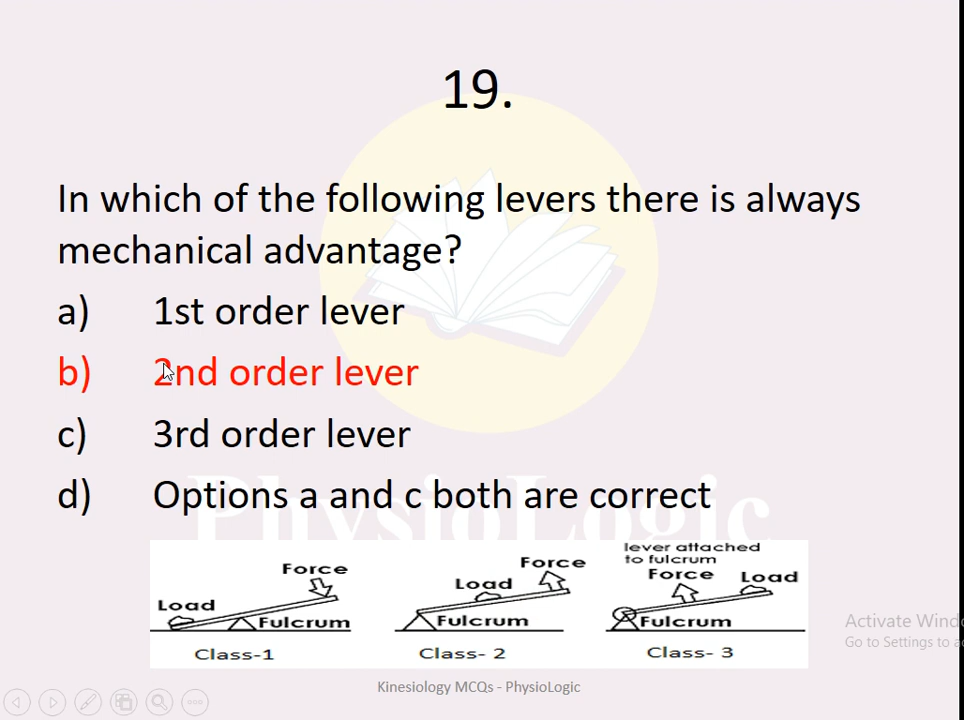 19.
In which of the following levers there is always
mechanical advantage?
a) 1st order lever
b) 2nd order lever
c) 3rd order lever
d) Options a and c both are correct
PhysioLogic
Load
Force
Fulcrum
Class-1
Load
Force
Fulcrum
Class- 2
lever attached
to fulcrum
Force
Load
Fulcrum
Class- 3
Activate Wind
Go to Settings to a
Kinesiology MCQs - PhysioLogic